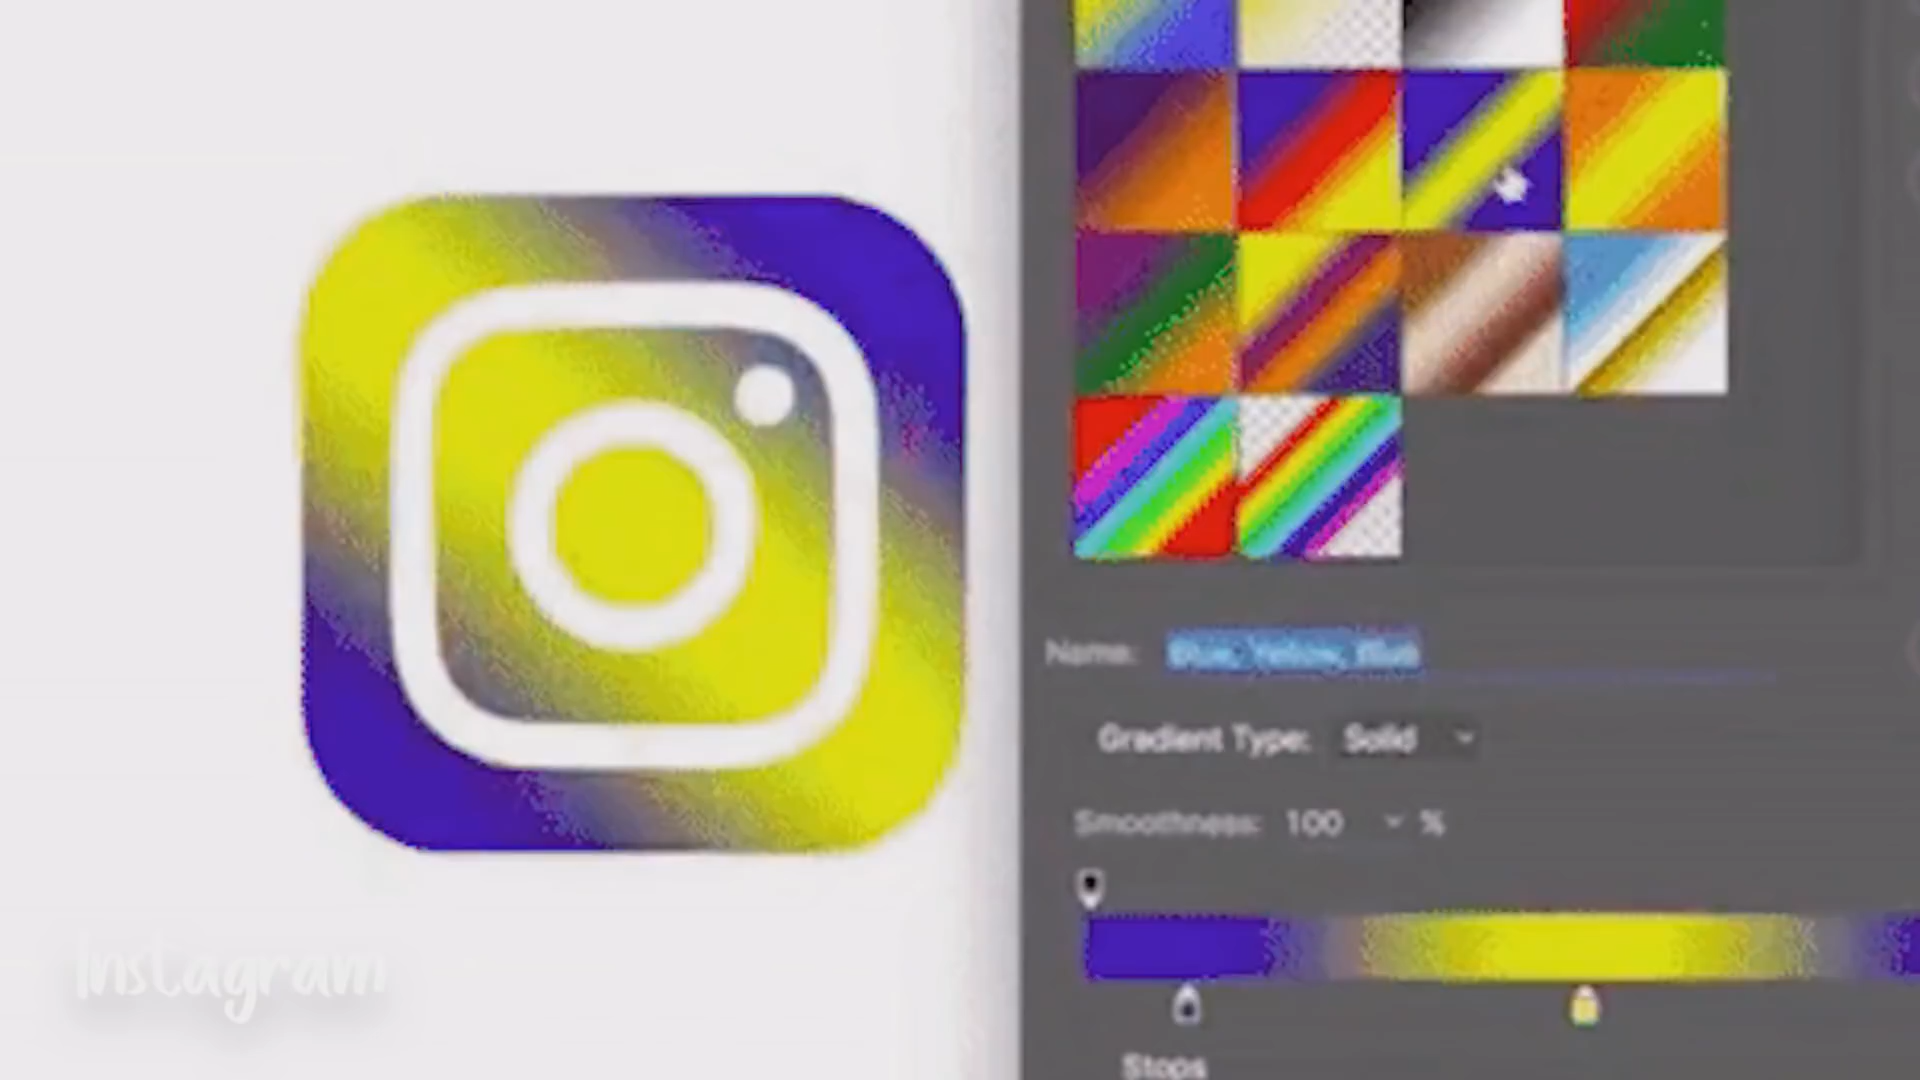 Name: Blue, Yellow, Blue
Gradient Type: Solid
Smoothness: 100 %
Stops
Instagram